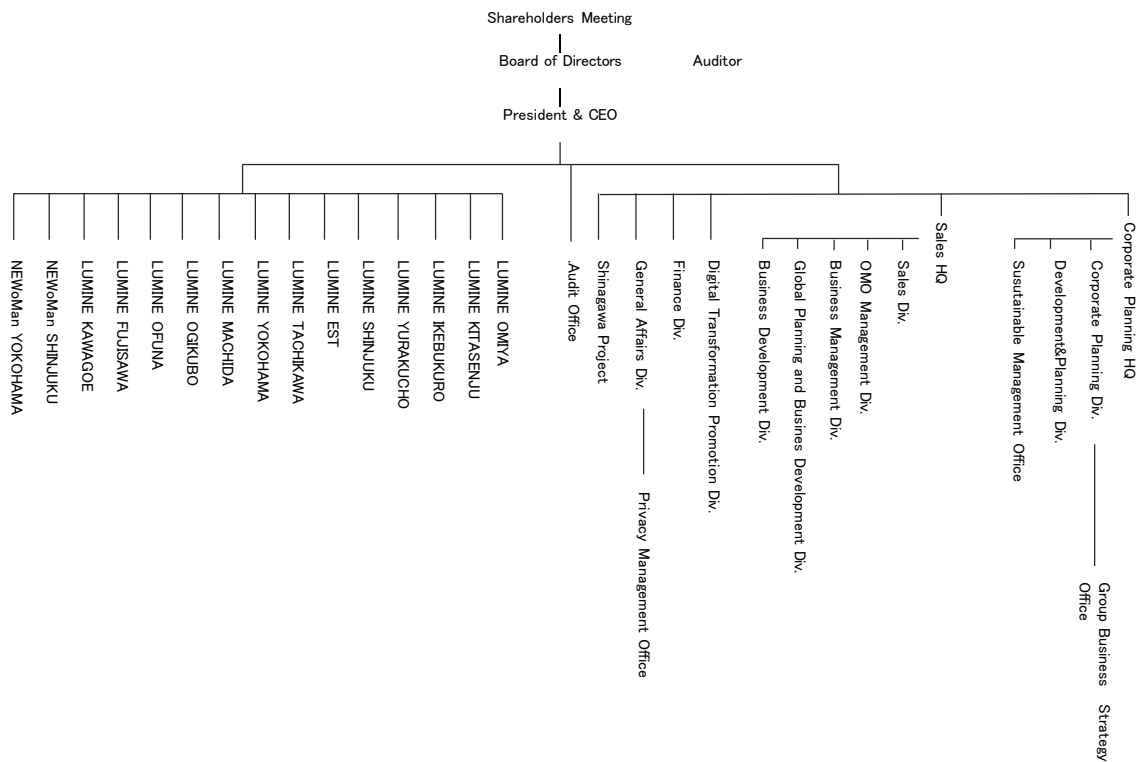 Shareholders Meeting
Board of Directors
Auditor
President & CEO
Corporate Planning HQ
Corporate Planning Div.
Group Business Strategy
Office
Development&Planning Div.
Susutainable Management Office
Sales HQ
Sales Div.
OMO Management Div.
Business Management Div.
Global Planning and Busines Development Div.
Business Development Div.
Digital Transformation Promotion Div.
Finance Div.
General Affairs Div.
Privacy Management Office
Shinagawa Project
.Audit Office
LUMINE OMIYA
LUMINE KITASENJU
LUMINE IKEBUKURO
LUMINE YURAKUCHO
LUMINE SHINJUKU
LUMINE EST
LUMINE TACHIKAWA
LUMINE YOKOHAMA
LUMINE MACHIDA
LUMINE OGIKUBO
LUMINE OFUNA
LUMINE FUJISAWA
LUMINE KAWAGOE
NEWoMan SHINJUKU
NEWoMan YOKOHAMA